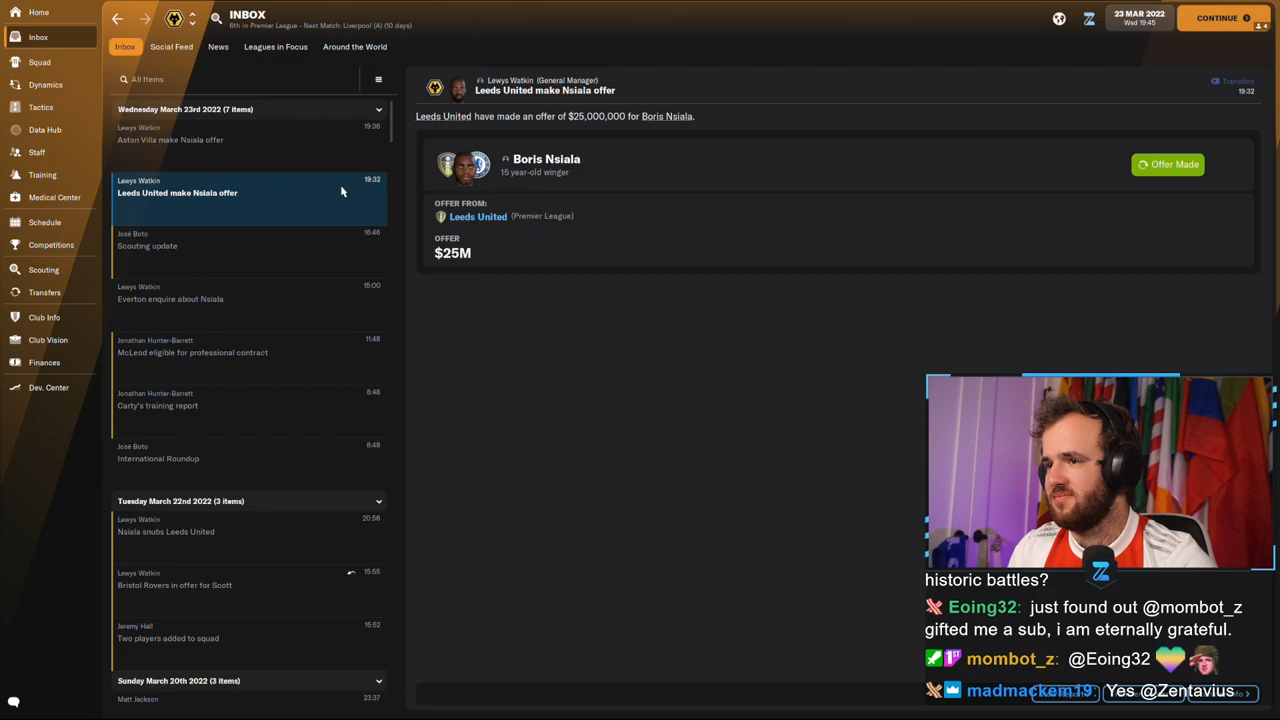 Home
Inbox
Squad
Dynamics
Tactics
Data Hub
Staff
Training
Medical Center
Schedule
Competitions
Scouting
Transfers
Club Info
Club Vision
Finances
Dev. Center
INBOX
6th in Premier League - Next Match: Liverpool (A) (10 days)
23 MAR 2022
Wed 19:45
CONTINUE
4
Inbox
Social Feed
News
Leagues in Focus
Around the World
All Items
Wednesday March 23rd 2022 (7 items)
Lewys Watkin 19:36
Aston Villa make Nsiala offer
Lewys Watkin 19:32
Leeds United make Nsiala offer
José Boto 16:46
Scouting update
Lewys Watkin 15:00
Everton enquire about Nsiala
Jonathan Hunter-Barrett 11:48
McLeod eligible for professional contract
Jonathan Hunter-Barrett 8:48
Carty's training report
José Boto 8:48
International Roundup
Tuesday March 22nd 2022 (3 items)
Lewys Watkin 20:56
Nsiala snubs Leeds United
Lewys Watkin 15:55
Bristol Rovers in offer for Scott
Jeremy Hall 15:52
Two players added to squad
Sunday March 20th 2022 (3 items)
Matt Jackson 23:37
Lewys Watkin (General Manager)
Leeds United make Nsiala offer
Transfers
19:32
Leeds United have made an offer of $25,000,000 for Boris Nsiala.
Boris Nsiala
15 year-old winger
Offer Made
OFFER FROM:
Leeds United (Premier League)
OFFER
$25M
historic battles?
Eoing32: just found out @mombot_z
gifted me a sub, i am eternally grateful.
mombot_z: @Eoing32
madmackem19: Yes @Zentavius